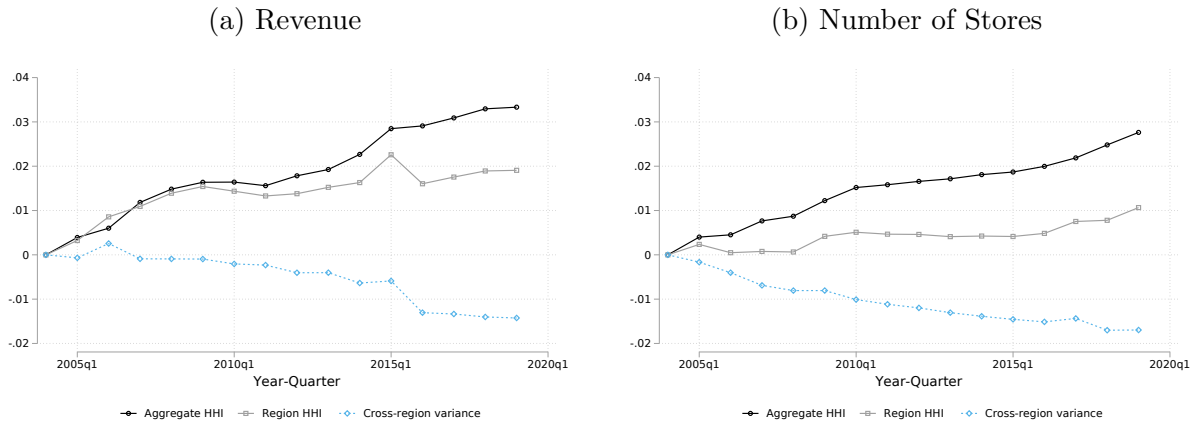 (a) Revenue
.04
.03
.02
.01
0
-.01
-.02
2005q1 2010q1 2015q1 2020q1
Year-Quarter
Aggregate HHI Region HHI Cross-region variance
(b) Number of Stores
.04
.03
.02
.01
0
-.01
-.02
2005q1 2010q1 2015q1 2020q1
Year-Quarter
Aggregate HHI Region HHI Cross-region variance